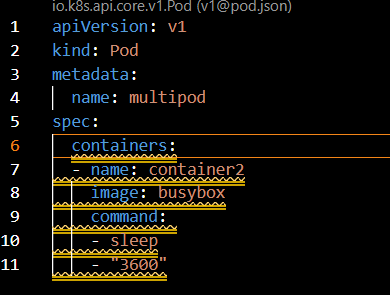 io.k8s.api.core.v1.Pod (v1@pod.json)
1 apiVersion: v1
2 kind: Pod
3 metadata:
4   name: multipod
5 spec:
6   containers:
7   - name: container2
8     image: busybox
9     command:
10     - sleep
11     - "3600"